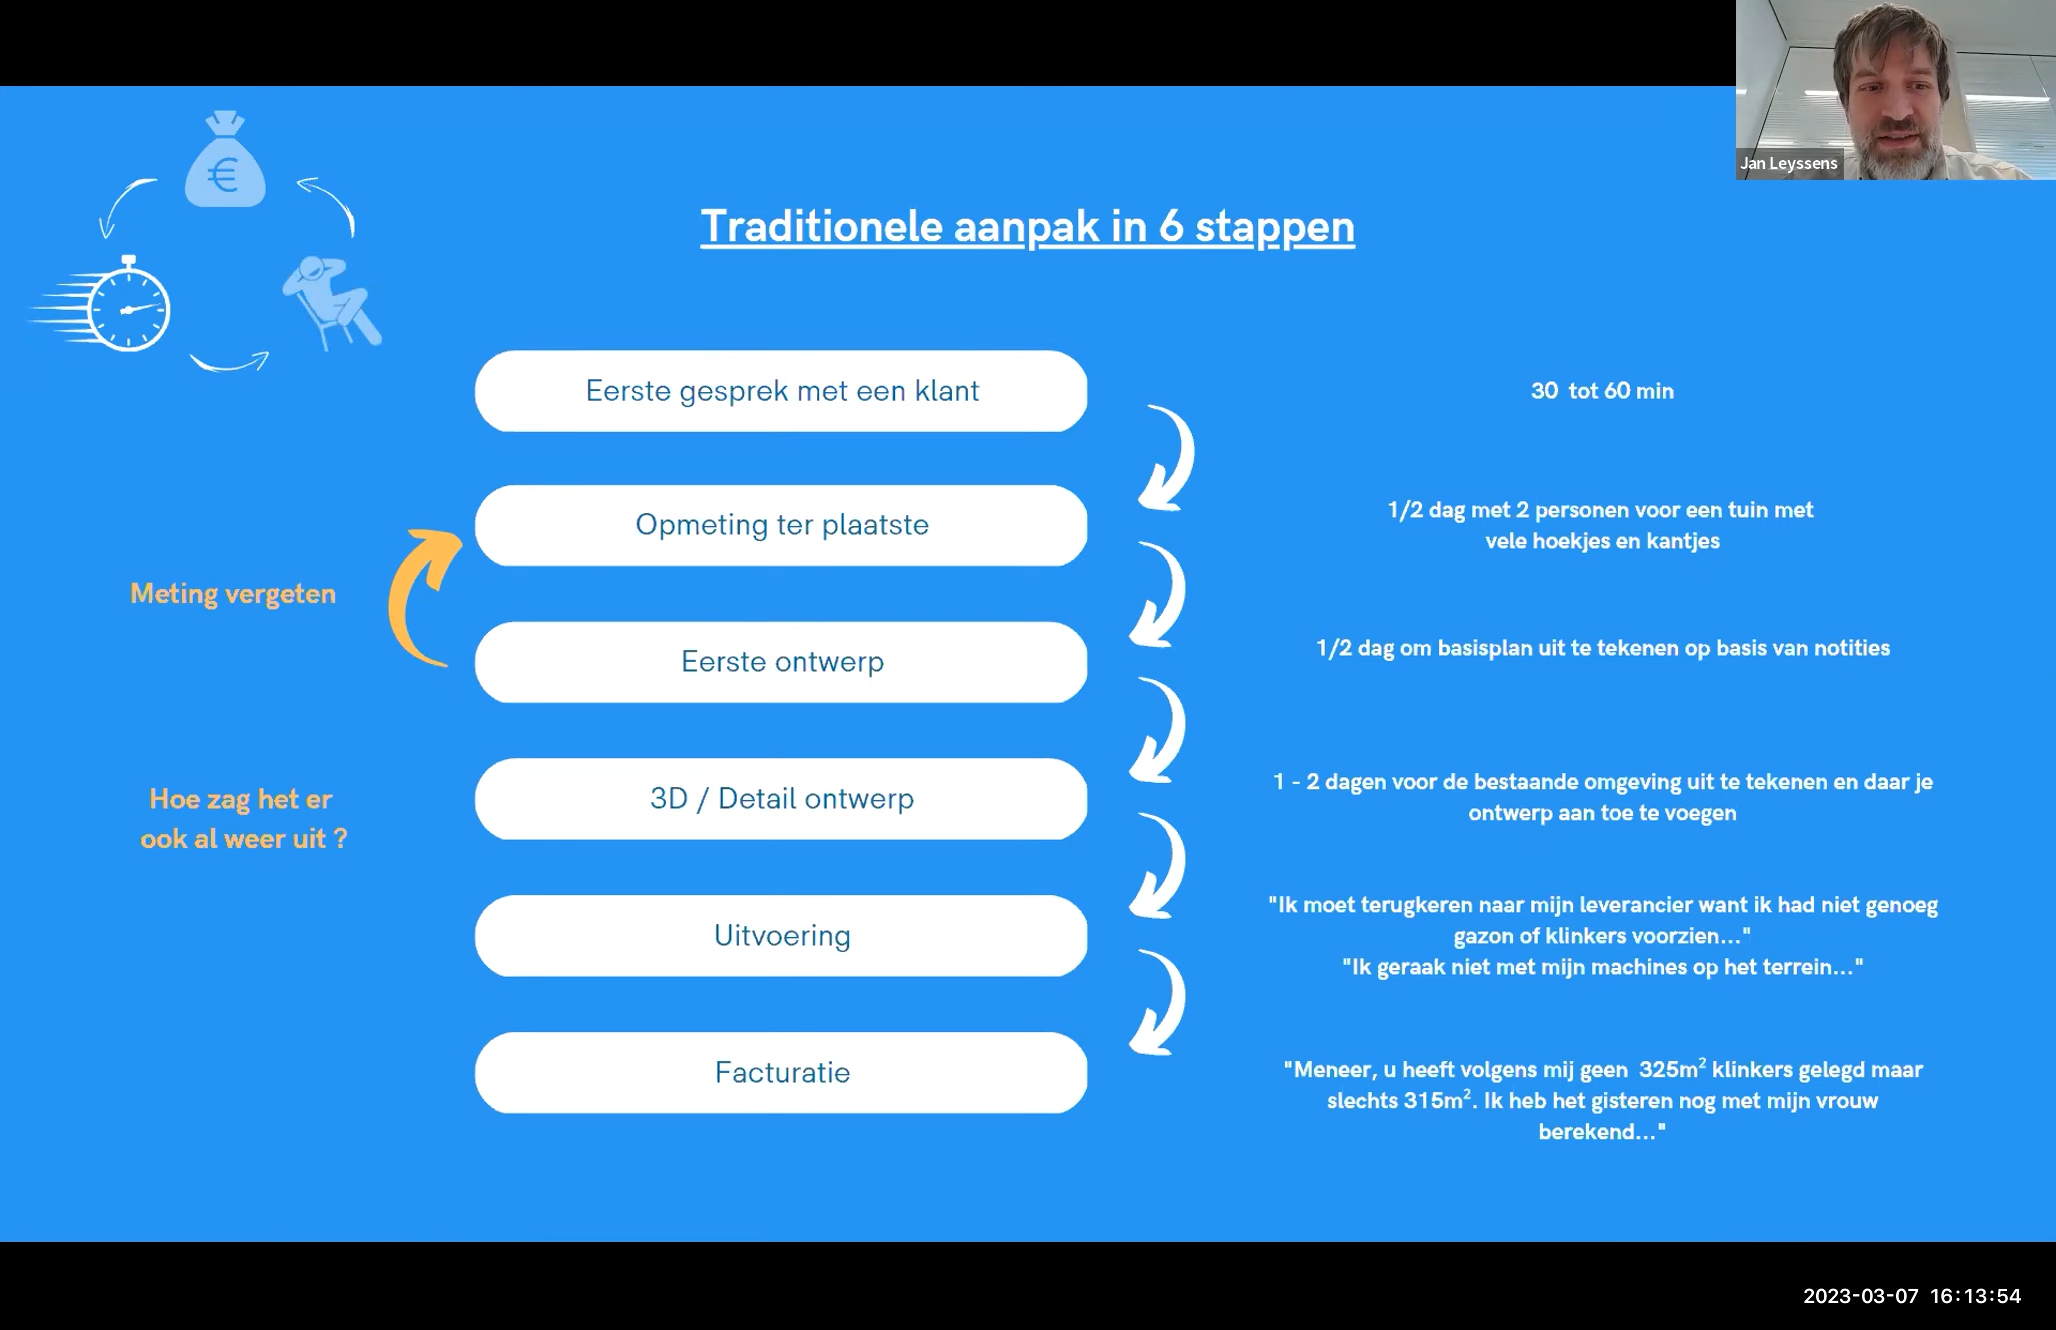 Jan Leyssens
€
Traditionele aanpak in 6 stappen
Eerste gesprek met een klant
30 tot 60 min
Opmeting ter plaatste
1/2 dag met 2 personen voor een tuin met
vele hoekjes en kantjes
Meting vergeten
Eerste ontwerp
1/2 dag om basisplan uit te tekenen op basis van notities
3D / Detail ontwerp
1 - 2 dagen voor de bestaande omgeving uit te tekenen en daar je
ontwerp aan toe te voegen
Hoe zag het er
ook al weer uit ?
Uitvoering
"Ik moet terugkeren naar mijn leverancier want ik had niet genoeg
gazon of klinkers voorzien..."
"Ik geraak niet met mijn machines op het terrein..."
Facturatie
"Meneer, u heeft volgens mij geen 325m² klinkers gelegd maar
slechts 315m². Ik heb het gisteren nog met mijn vrouw
berekend..."
2023-03-07 16:13:54